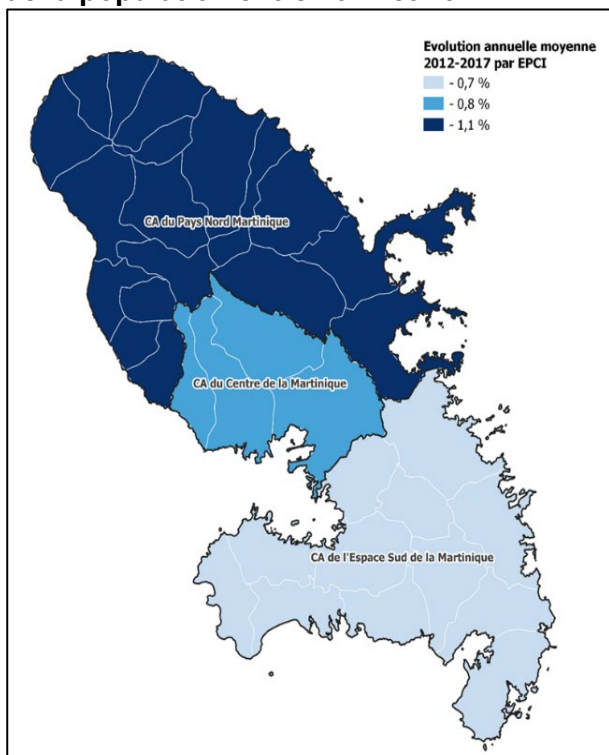 Evolution annuelle moyenne
2012-2017 par EPCI
- 0,7 %
- 0,8 %
- 1,1 %
CA du Pays Nord Martinique
CA du Centre de la Martinique
CA de l'Espace Sud de la Martinique